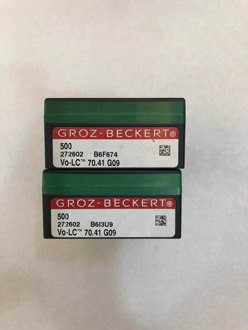 GROZ-BECKERT®
500
272602 B6F674
Vo-LC™ 70.41 G09
GROZ-BECKERT®
500
272602 B6I3U9
Vo-LC™ 70.41 G09